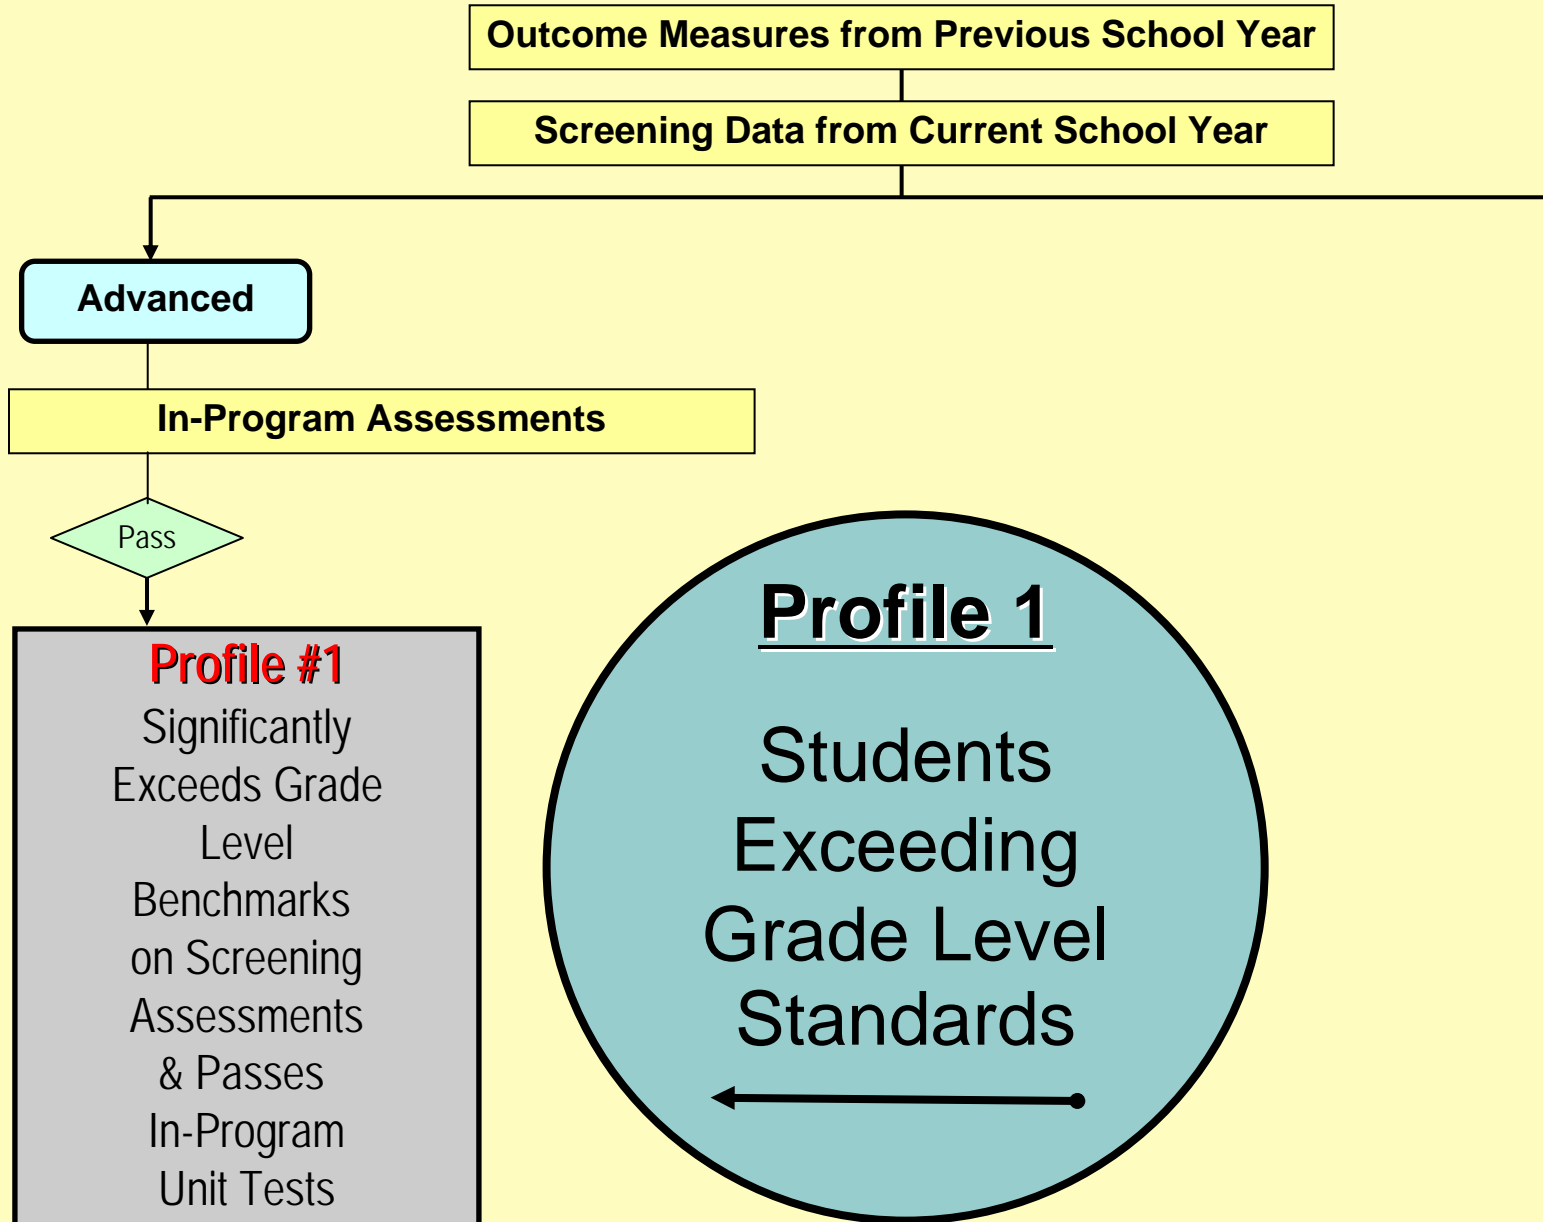 Outcome Measures from Previous School Year
Screening Data from Current School Year
Advanced
In-Program Assessments
Pass
Profile #1
Significantly
Exceeds Grade
Level
Benchmarks
on Screening
Assessments
& Passes
In-Program
Unit Tests
Profile 1
Students
Exceeding
Grade Level
Standards